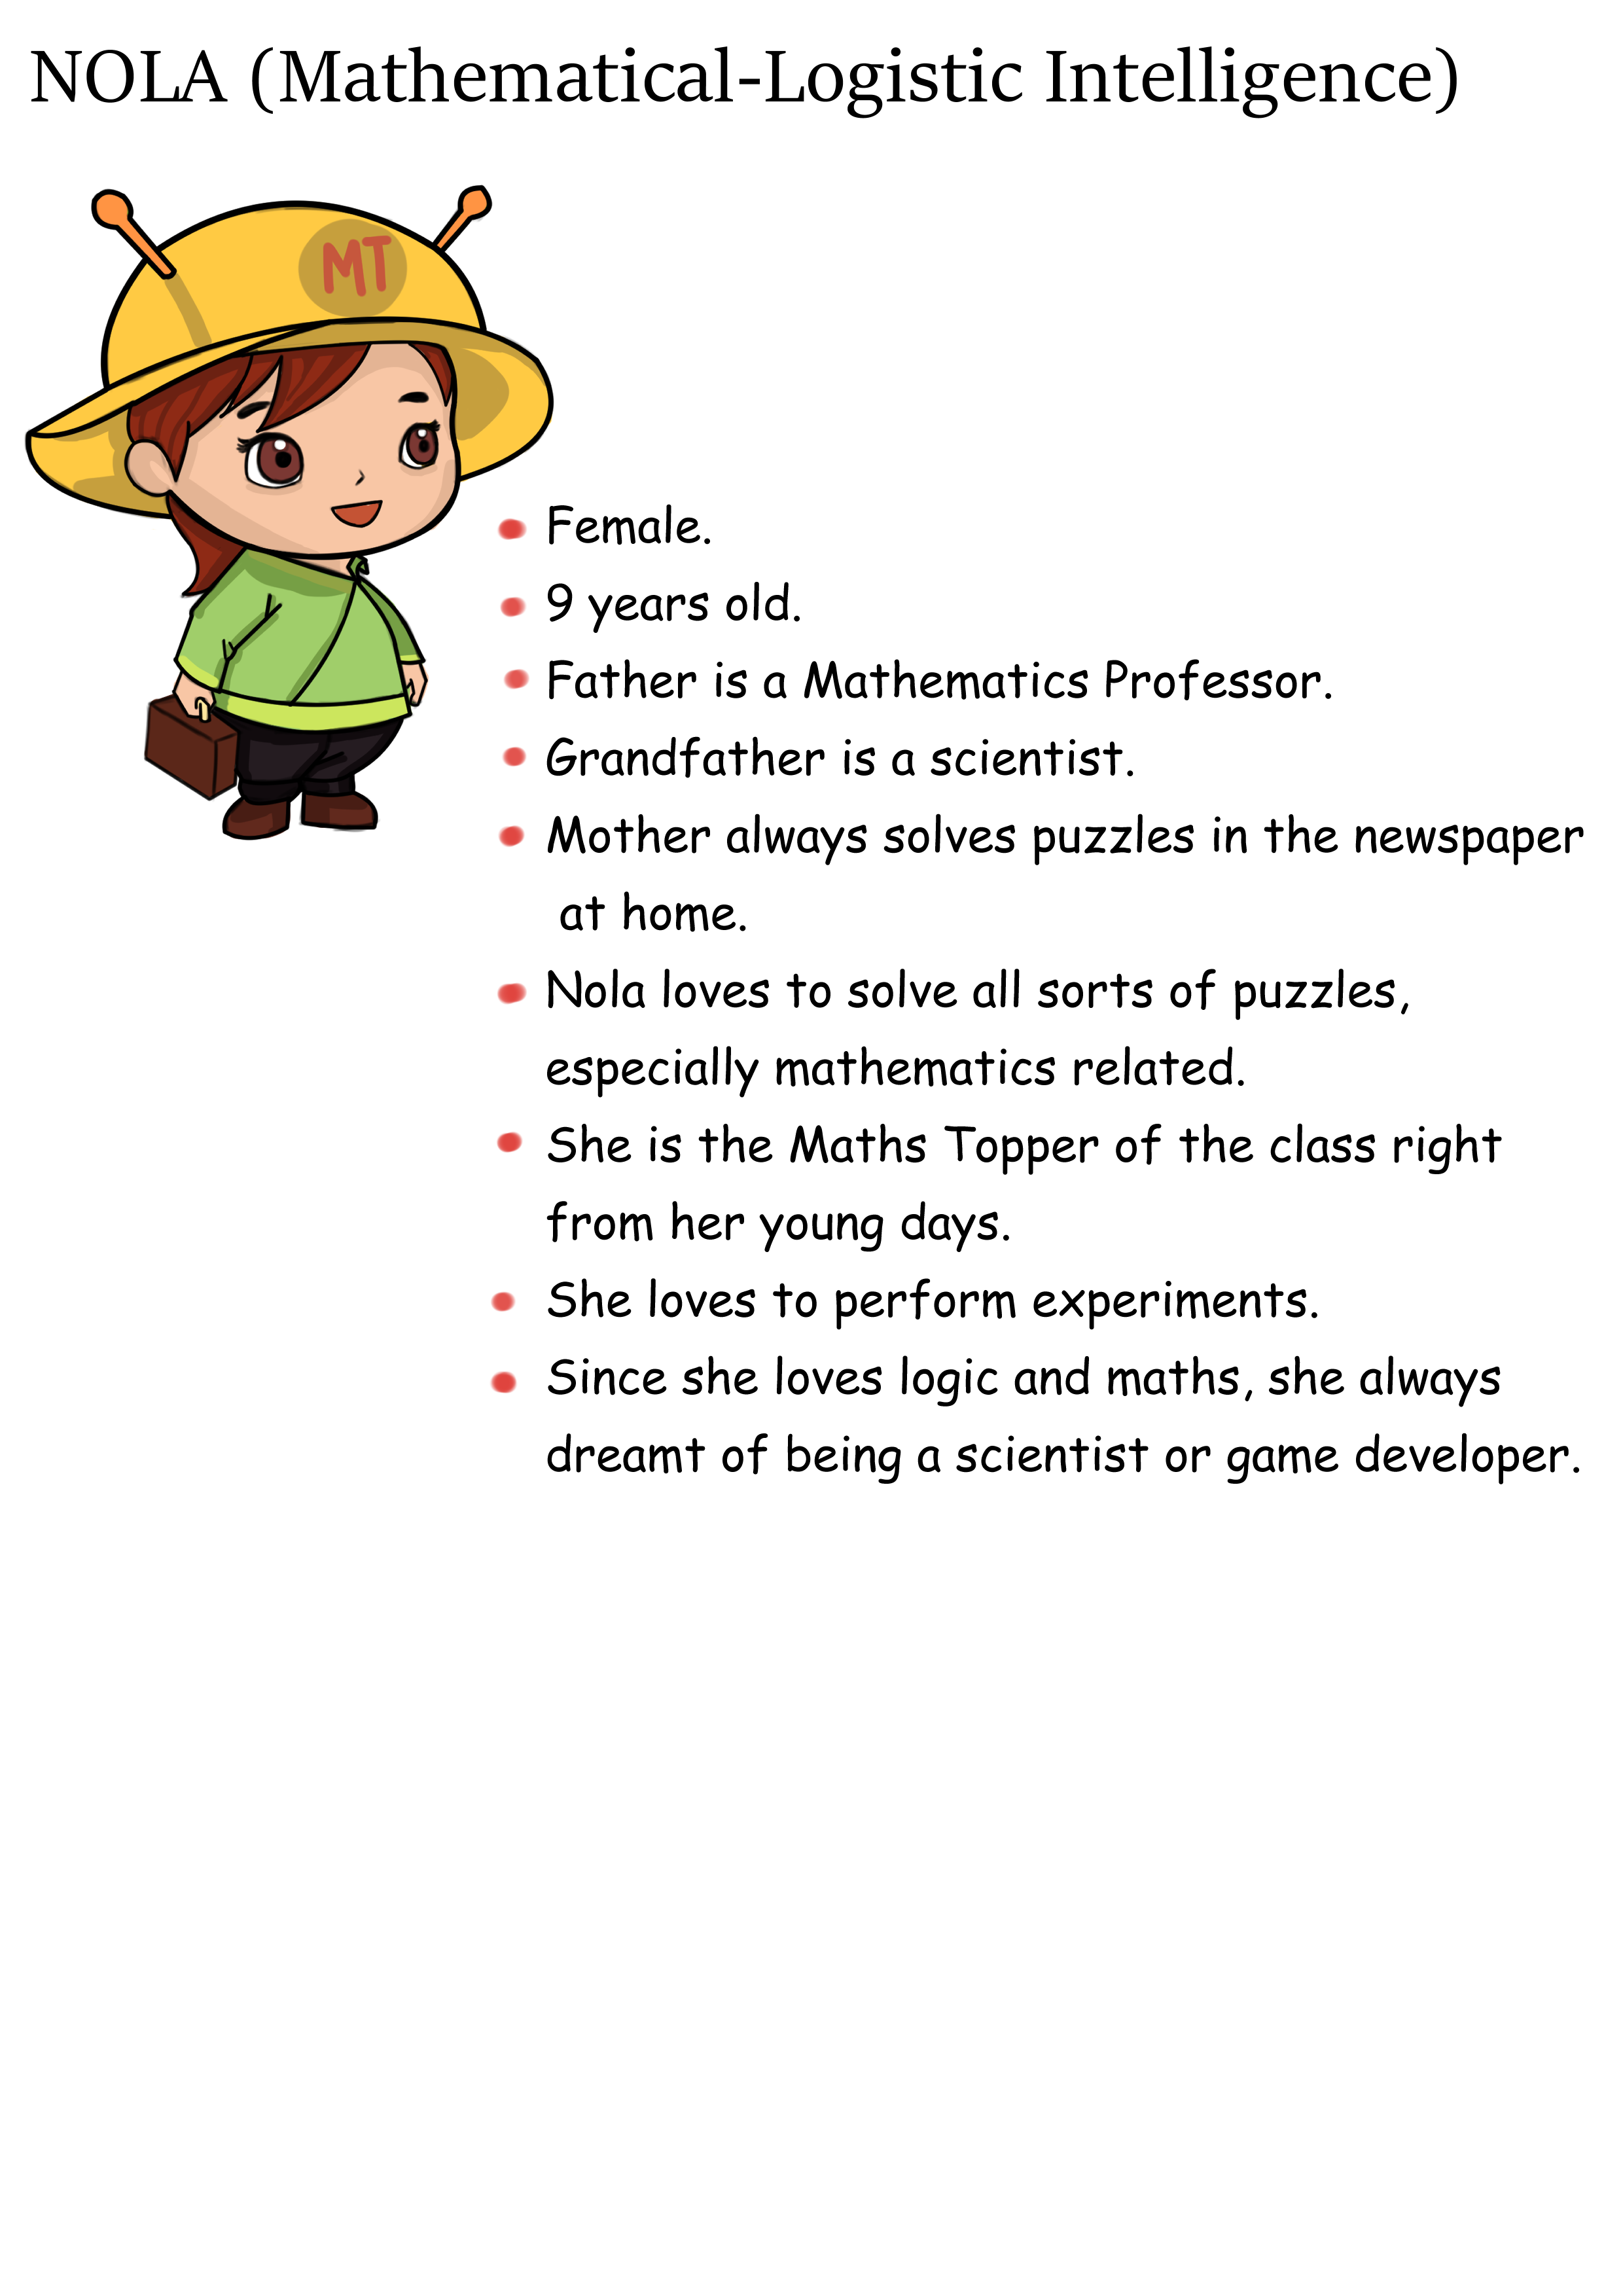 NOLA (Mathematical-Logistic Intelligence)
MT
Female.
9 years old.
Father is a Mathematics Professor.
Grandfather is a scientist.
Mother always solves puzzles in the newspaper
at home.
Nola loves to solve all sorts of puzzles,
especially mathematics related.
She is the Maths Topper of the class right
from her young days.
She loves to perform experiments.
Since she loves logic and maths, she always
dreamt of being a scientist or game developer.